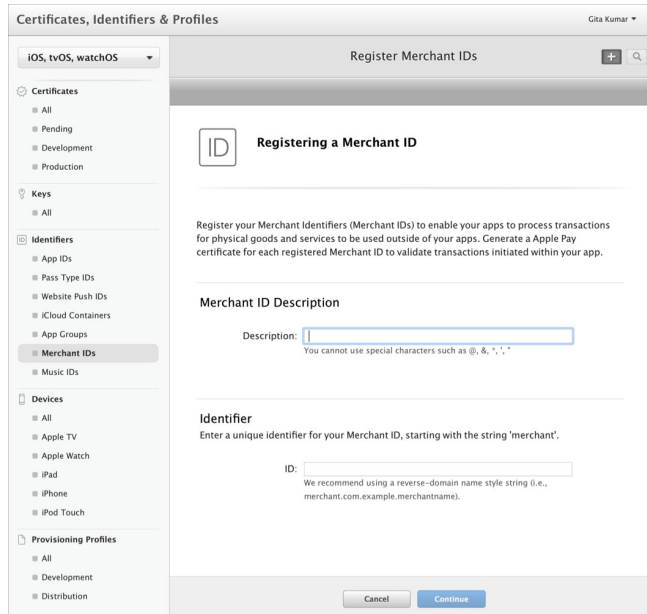 Certificates, Identifiers & Profiles
Gita Kumar
iOS, tvOS, watchOS
Register Merchant IDs
Certificates
All
Pending
Development
Production
Keys
All
ID
Identifiers
App IDs
Pass Type IDs
Website Push IDs
iCloud Containers
App Groups
Merchant IDs
Music IDs
Devices
All
Apple TV
Apple Watch
iPad
iPhone
iPod Touch
Provisioning Profiles
All
Development
Distribution
ID
Registering a Merchant ID
Register your Merchant Identifiers (Merchant IDs) to enable your apps to process transactions
for physical goods and services to be used outside of your apps. Generate a Apple Pay
certificate for each registered Merchant ID to validate transactions initiated within your app.
Merchant ID Description
Description:
You cannot use special characters such as @, &, *, ', "
Identifier
Enter a unique identifier for your Merchant ID, starting with the string 'merchant'.
ID:
We recommend using a reverse-domain name style string (i.e.,
merchant.com.example.merchantname).
Cancel
Continue